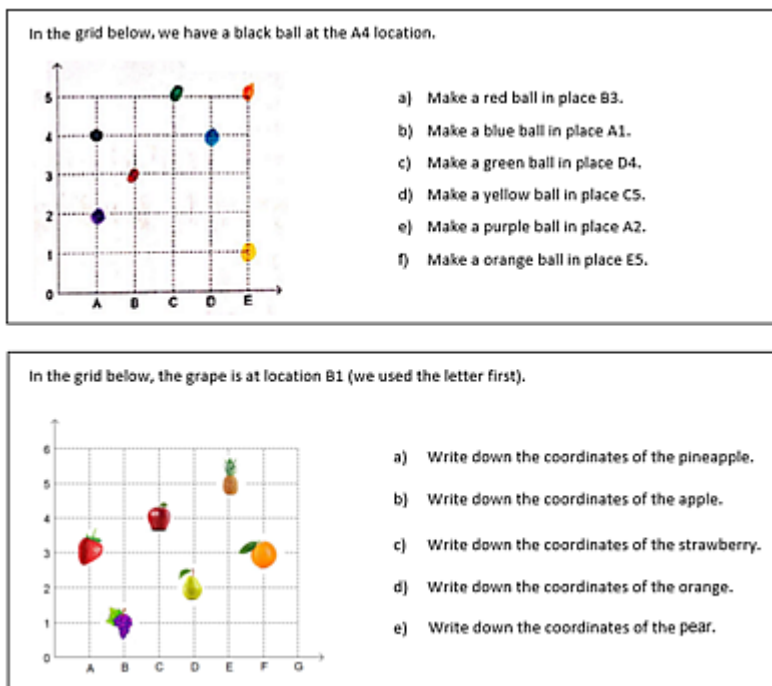 In the grid below, we have a black ball at the A4 location.
5
4
3
2
1
0
A B C D E
a) Make a red ball in place B3.
b) Make a blue ball in place A1.
c) Make a green ball in place D4.
d) Make a yellow ball in place C5.
e) Make a purple ball in place A2.
f) Make a orange ball in place E5.
In the grid below, the grape is at location B1 (we used the letter first).
6
5
4
3
2
1
0
A B C D E F G
a) Write down the coordinates of the pineapple.
b) Write down the coordinates of the apple.
c) Write down the coordinates of the strawberry.
d) Write down the coordinates of the orange.
e) Write down the coordinates of the pear.